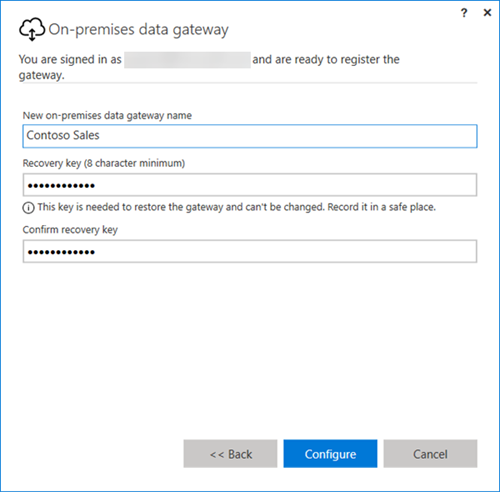 ? ×
On-premises data gateway
You are signed in as and are ready to register the
gateway.
New on-premises data gateway name
Contoso Sales
Recovery key (8 character minimum)
••••••••••••
This key is needed to restore the gateway and can't be changed. Record it in a safe place.
Confirm recovery key
••••••••••••
<< Back Configure Cancel